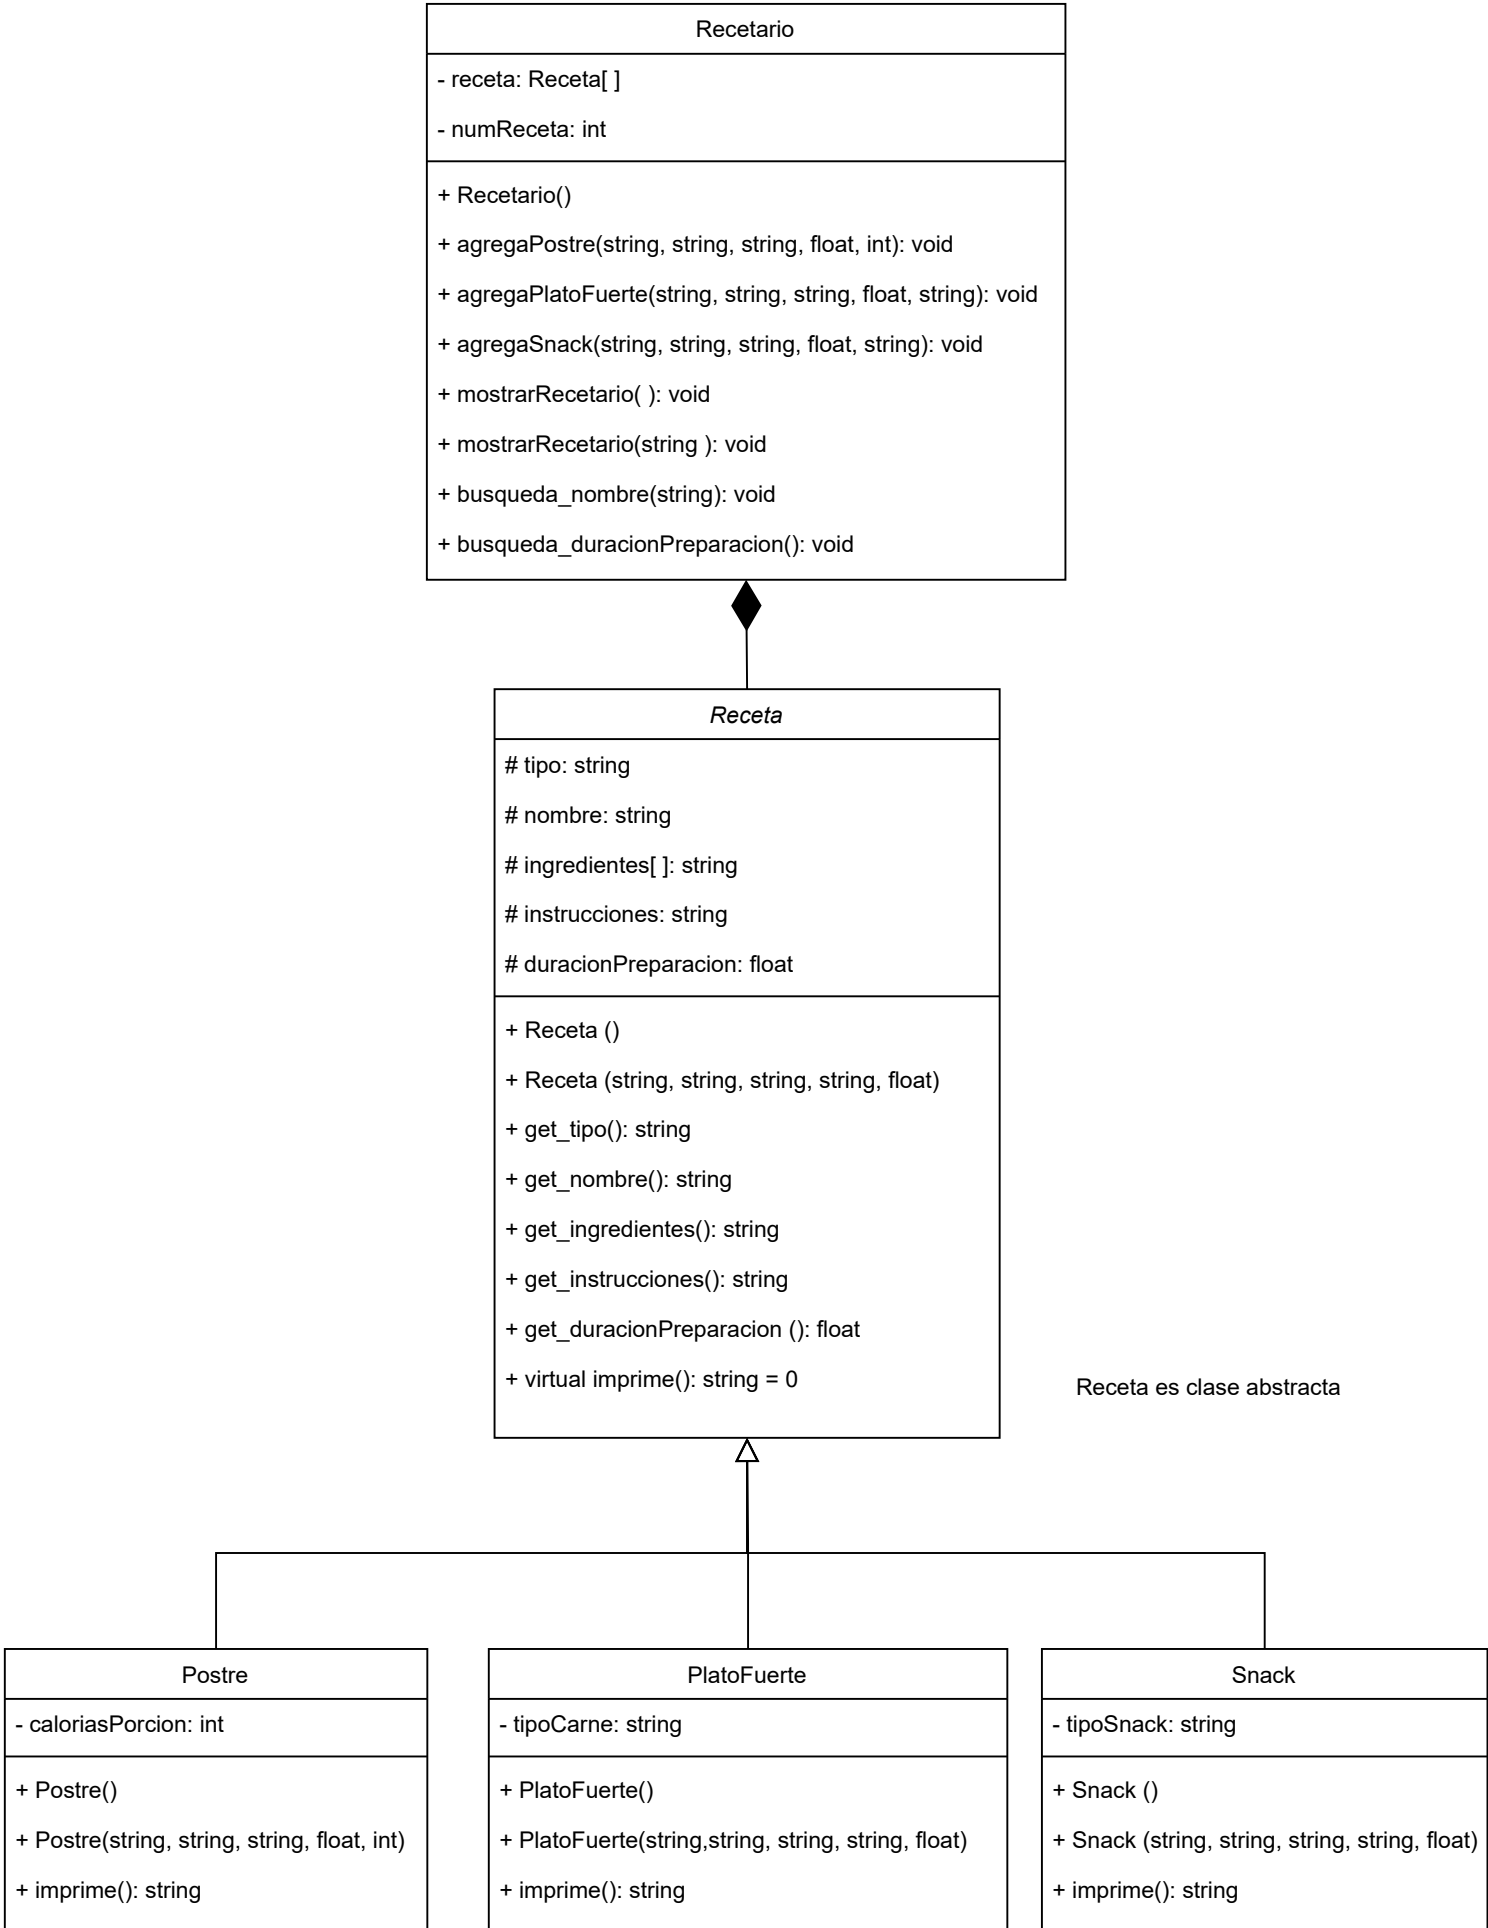 Recetario
- receta: Receta[ ]
- numReceta: int
+ Recetario()
+ agregaPostre(string, string, string, float, int): void
+ agregaPlatoFuerte(string, string, string, float, string): void
+ agregaSnack(string, string, string, float, string): void
+ mostrarRecetario( ): void
+ mostrarRecetario(string ): void
+ busqueda_nombre(string): void
+ busqueda_duracionPreparacion(): void
Receta
# tipo: string
# nombre: string
# ingredientes[ ]: string
# instrucciones: string
# duracionPreparacion: float
+ Receta ()
+ Receta (string, string, string, string, float)
+ get_tipo(): string
+ get_nombre(): string
+ get_ingredientes(): string
+ get_instrucciones(): string
+ get_duracionPreparacion (): float
+ virtual imprime(): string = 0
Receta es clase abstracta
Postre
- caloriasPorcion: int
+ Postre()
+ Postre(string, string, string, float, int)
+ imprime(): string
PlatoFuerte
- tipoCarne: string
+ PlatoFuerte()
+ PlatoFuerte(string,string, string, string, float)
+ imprime(): string
Snack
- tipoSnack: string
+ Snack ()
+ Snack (string, string, string, string, float)
+ imprime(): string